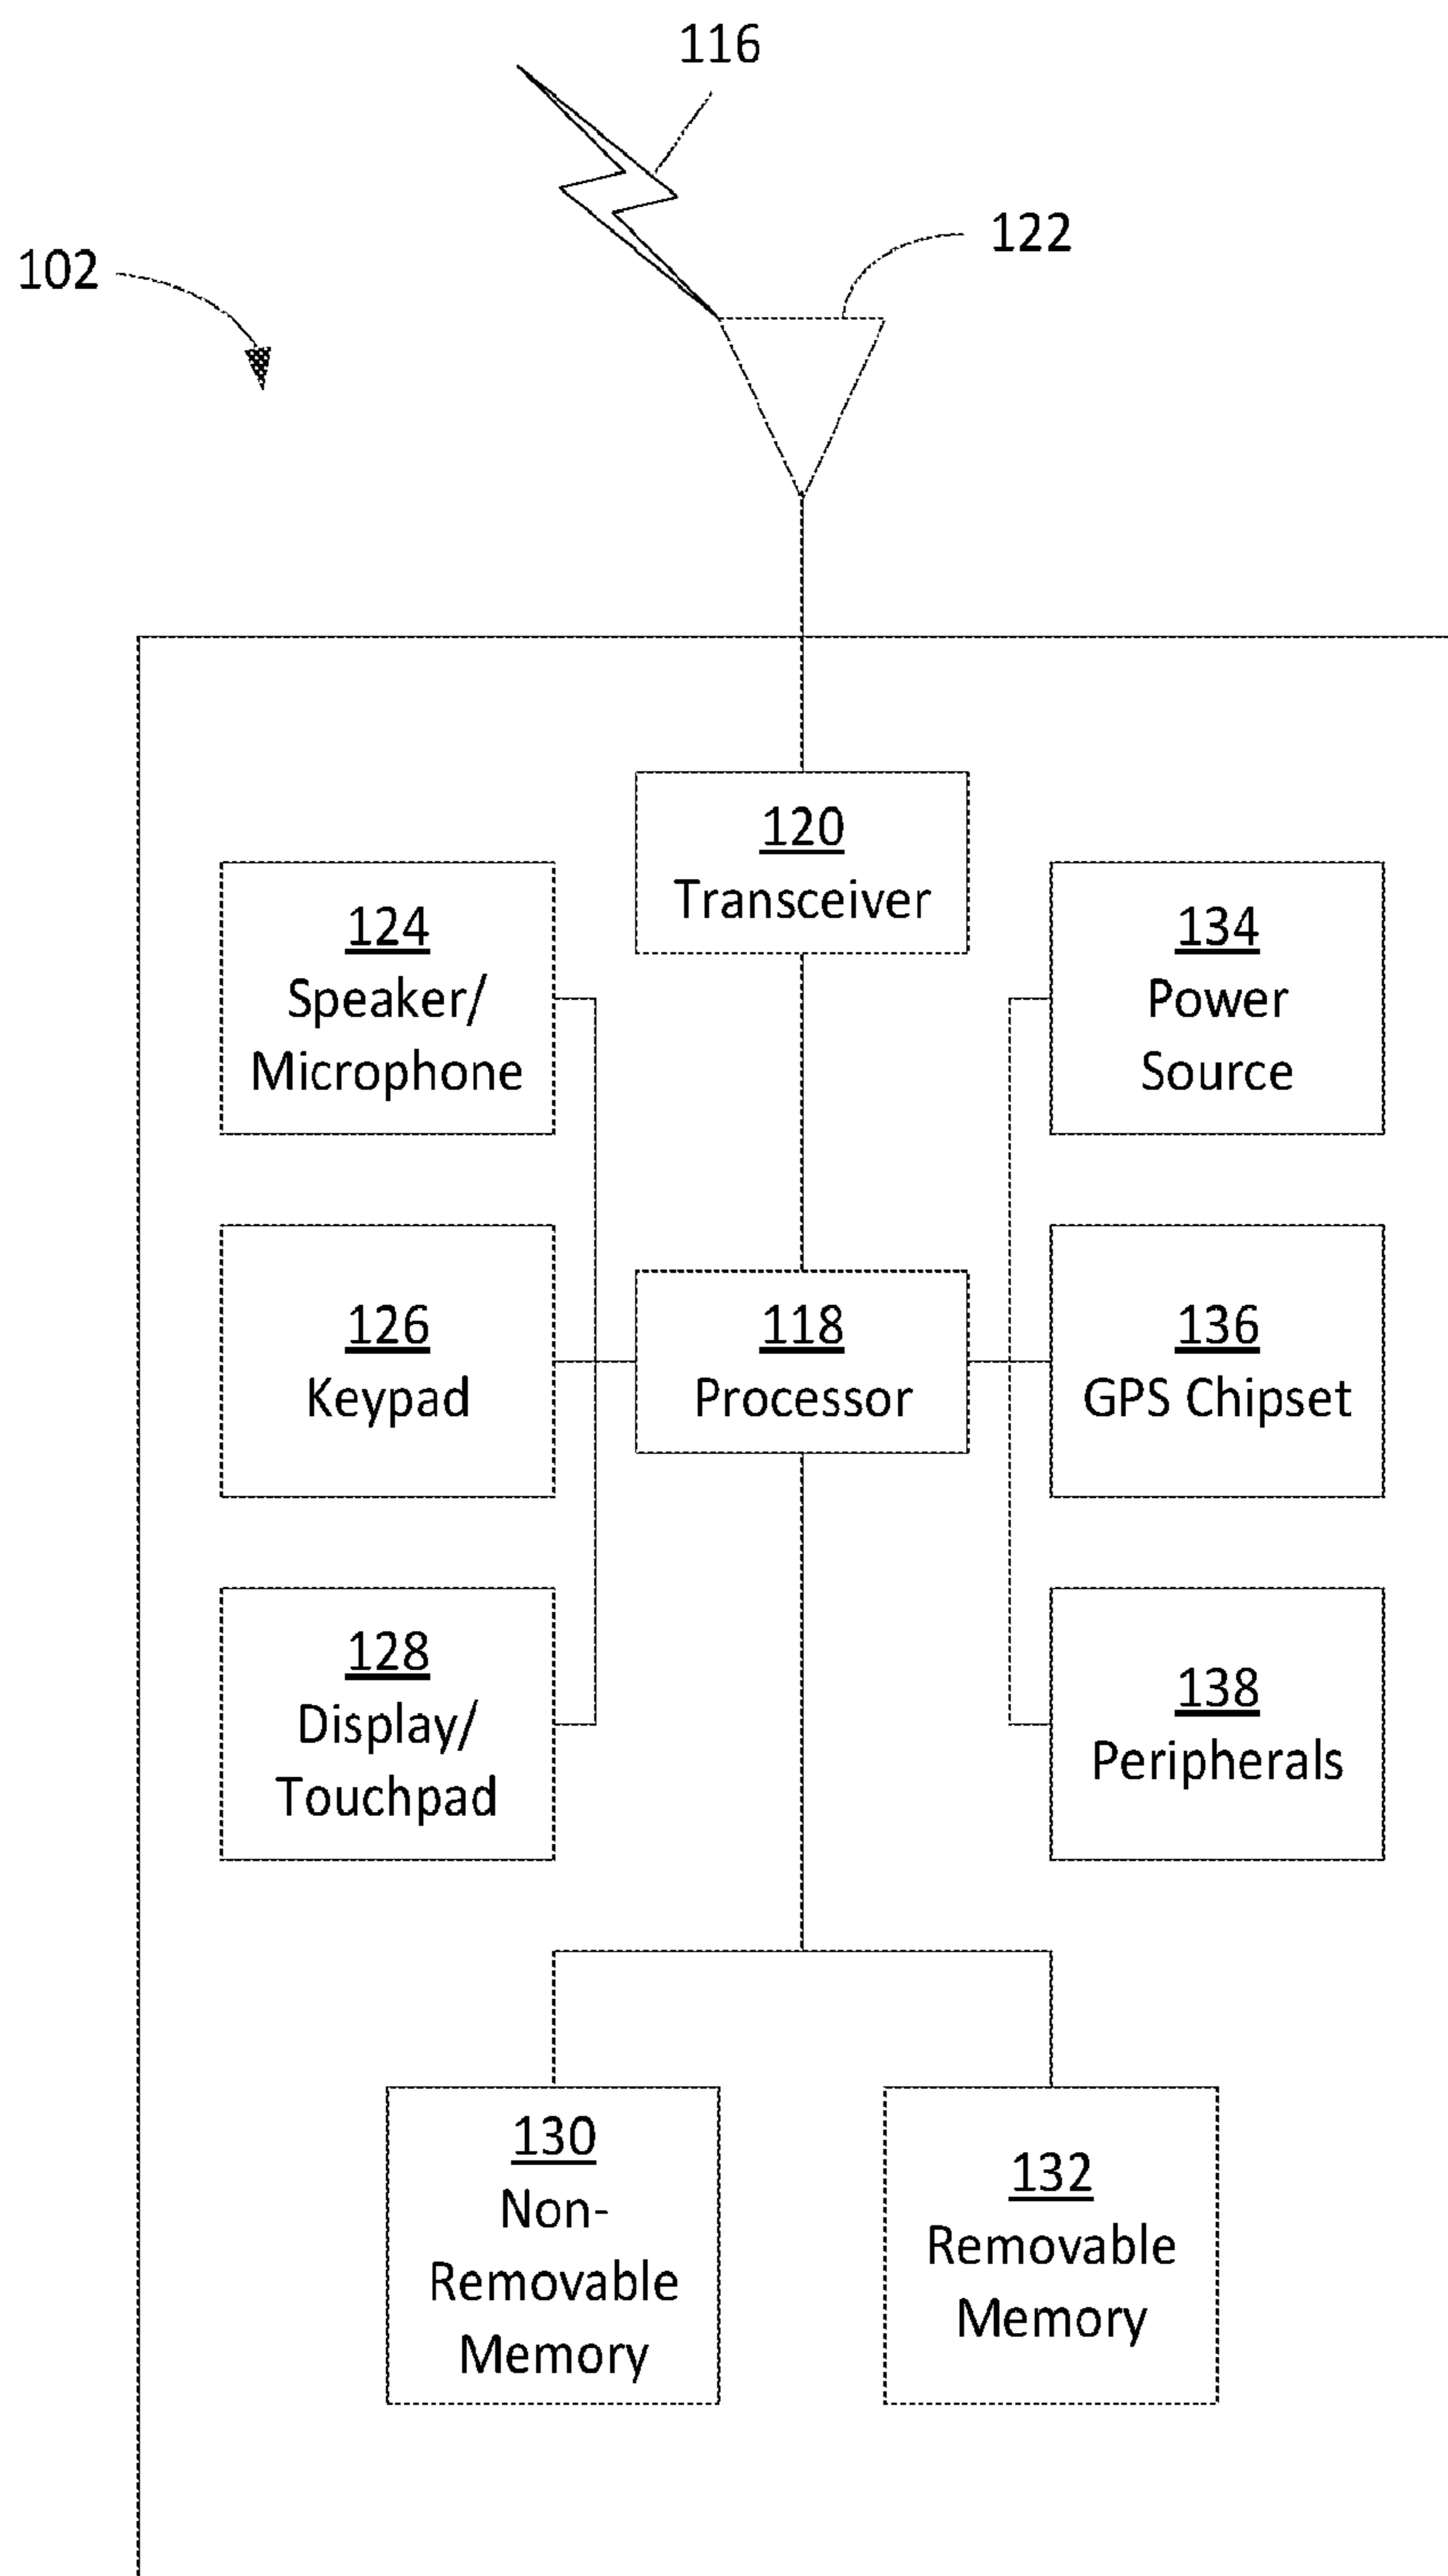 116
122
102
120
Transceiver
124
Speaker/
Microphone
134
Power
Source
126
Keypad
118
Processor
136
GPS Chipset
128
Display/
Touchpad
138
Peripherals
130
Non-
Removable
Memory
132
Removable
Memory